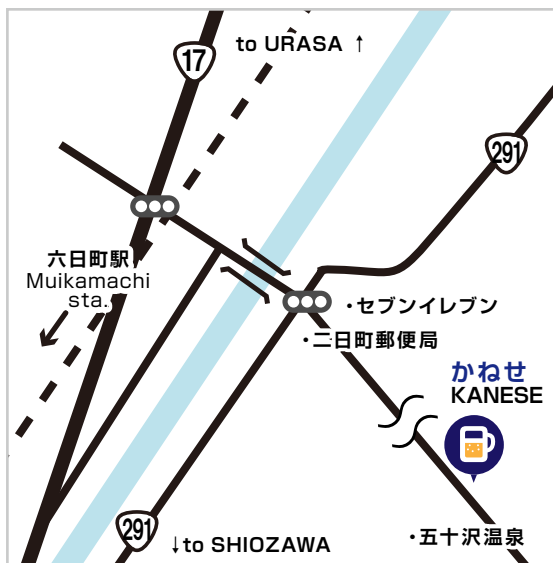 to URASA ↑
17
291
六日町駅
Muikamachi
sta.
・セブンイレブン
・二日町郵便局
かねせ
KANESE
・五十沢温泉
291
↓to SHIOZAWA